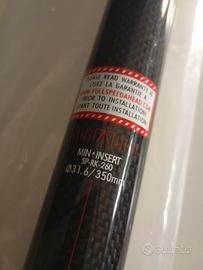 PLEASE READ WARRANTY @
LISEZ LA GARANTIE À
WWW.FULLSPEEDAHEAD.COM
PRIOR TO INSTALLATION!
AVANT TOUTE INSTALLATION!
MIN▲INSERT
SP-RK-260
Ø31.6/350mm
subito